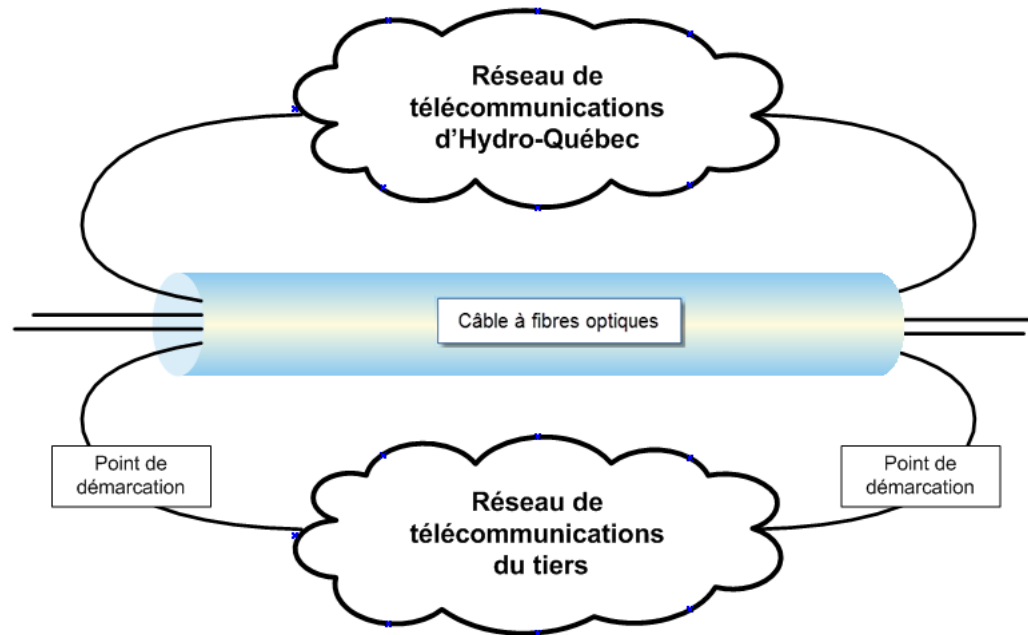 Réseau de
télécommunications
d'Hydro-Québec
Câble à fibres optiques
Point de
démarcation
Point de
démarcation
Réseau de
télécommunications
du tiers